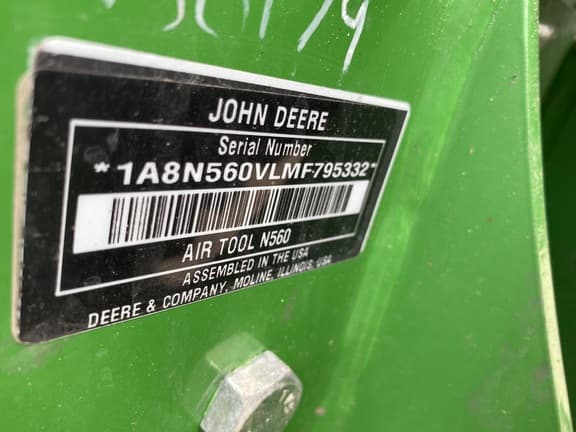 JOHN DEERE
Serial Number
*1A8N560VLMF795332*
AIR TOOL N560
ASSEMBLED IN THE USA
DEERE & COMPANY, MOLINE, ILLINOIS, USA